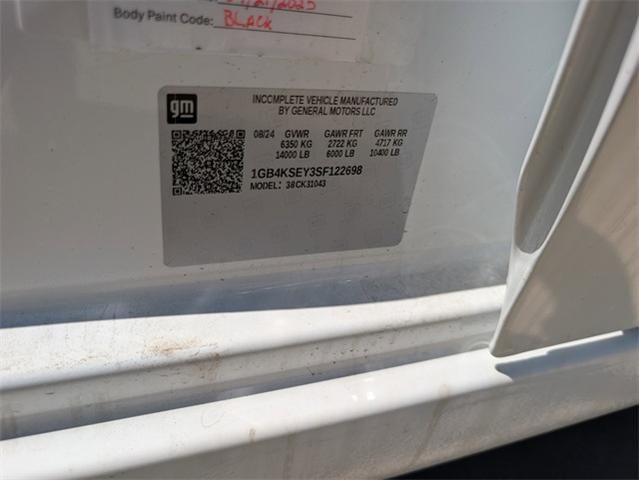 Body Paint Code: BLACK
gm
INCOMPLETE VEHICLE MANUFACTURED
BY GENERAL MOTORS LLC
08/24 GVWR GAWR FRT GAWR RR
6350 KG 2722 KG 4717 KG
14000 LB 6000 LB 10400 LB
1GB4KSEY3SF122698
MODEL: 38CK31043